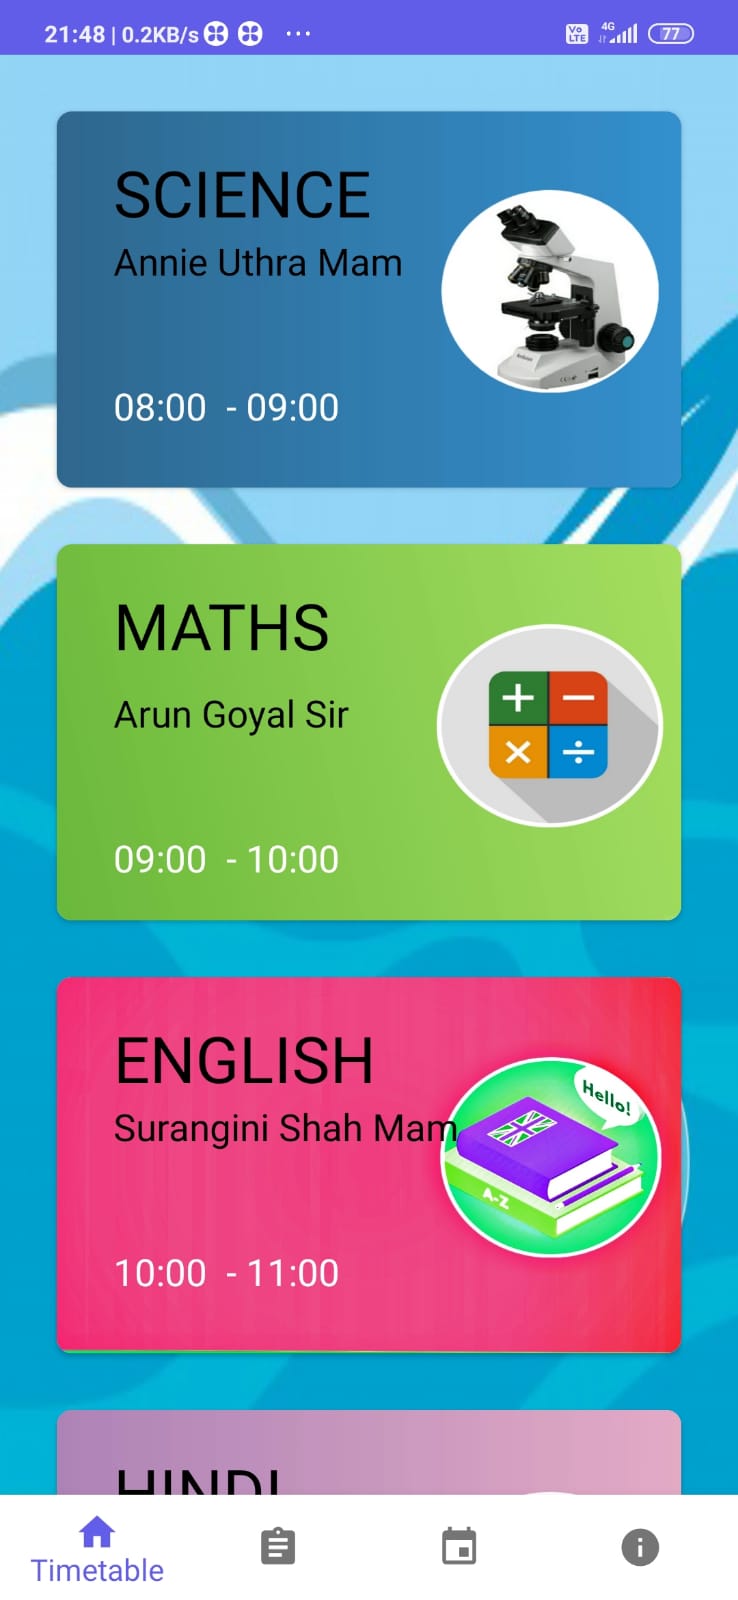 21:48 | 0.2KB/s ...
Vo LTE 4G 77
SCIENCE
Annie Uthra Mam
08:00 - 09:00
MATHS
Arun Goyal Sir
+ −
× ÷
09:00 - 10:00
ENGLISH
Hello!
Surangini Shah Mam
A-Z
10:00 - 11:00
HINDI
Timetable